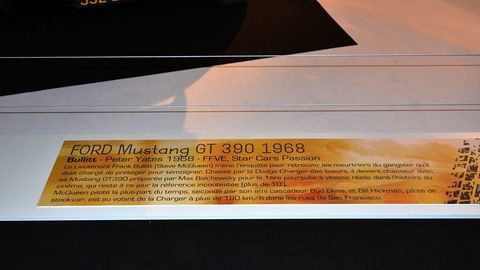 FORD Mustang GT 390 1968
Bullitt - Peter Yates 1968 - FFVE, Star Cars Passion
Le Lieutenant Frank Bullitt (Steve McQueen) mène l'enquête pour retrouver les meurtriers du gangster qu'il
était chargé de protéger pour témoigner. Chassé par la Dodge Charger des tueurs, il devient chasseur avec
sa Mustang GT390 préparée par Max Balchowsky pour la 1ère poursuite à vitesse réelle dans l'histoire du
cinéma, qui reste à ce jour la référence incontestée (plus de 10').
McQueen pilote la plus-part du temps, secondé par son ami cascadeur Bud Ekins, et Bill Hickman, pilote de
stock-car, est au volant de la Charger à plus de 180 km/h dans les rues de San Francisco.